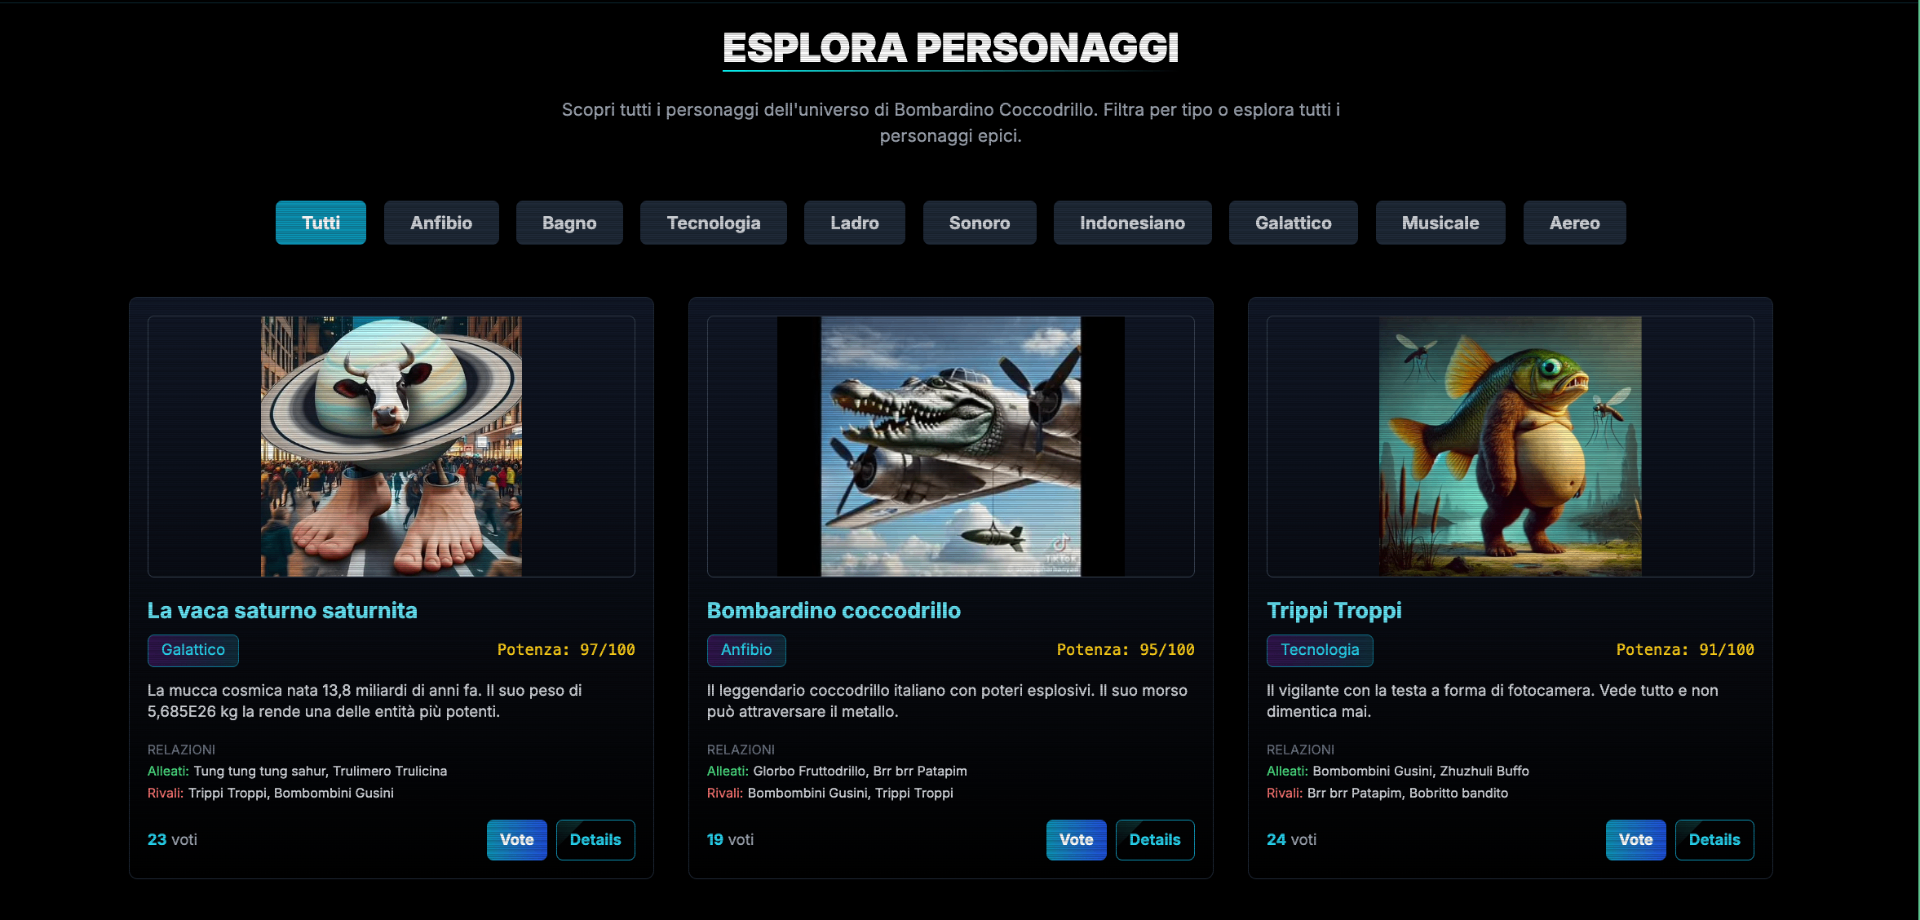 ESPLORA PERSONAGGI
Scopri tutti i personaggi dell'universo di Bombardino Coccodrillo. Filtra per tipo o esplora tutti i
personaggi epici.
Tutti
Anfibio
Bagno
Tecnologia
Ladro
Sonoro
Indonesiano
Galattico
Musicale
Aereo
La vaca saturno saturnita
Galattico
Potenza: 97/100
La mucca cosmica nata 13,8 miliardi di anni fa. Il suo peso di
5,685E26 kg la rende una delle entità più potenti.
RELAZIONI
Alleati: Tung tung tung sahur, Trulimero Trulicina
Rivali: Trippi Troppi, Bombombini Gusini
23 voti
Vote
Details
Bombardino coccodrillo
Anfibio
Potenza: 95/100
Il leggendario coccodrillo italiano con poteri esplosivi. Il suo morso
può attraversare il metallo.
RELAZIONI
Alleati: Glorbo Fruttodrillo, Brr brr Patapim
Rivali: Bombombini Gusini, Trippi Troppi
19 voti
Vote
Details
Trippi Troppi
Tecnologia
Potenza: 91/100
Il vigilante con la testa a forma di fotocamera. Vede tutto e non
dimentica mai.
RELAZIONI
Alleati: Bombombini Gusini, Zhuzhuli Buffo
Rivali: Brr brr Patapim, Bobritto bandito
24 voti
Vote
Details